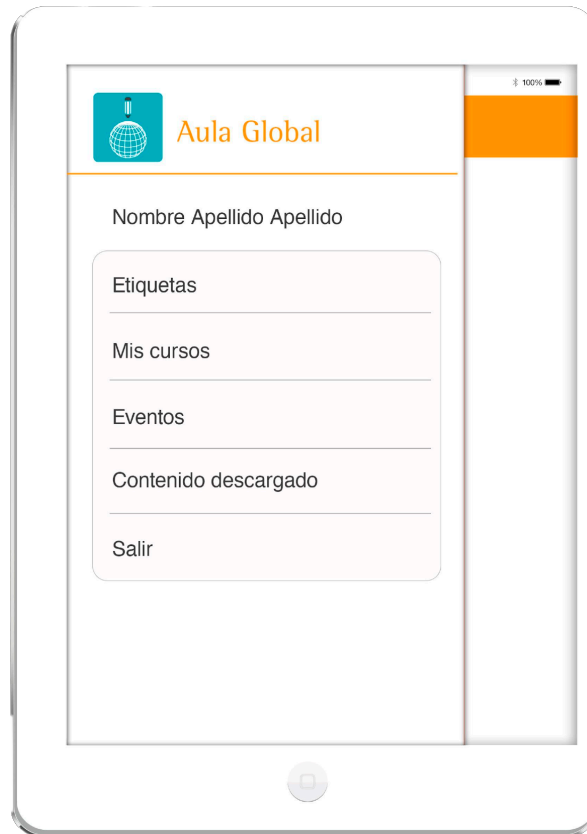 100%
Aula Global
Nombre Apellido Apellido
Etiquetas
Mis cursos
Eventos
Contenido descargado
Salir